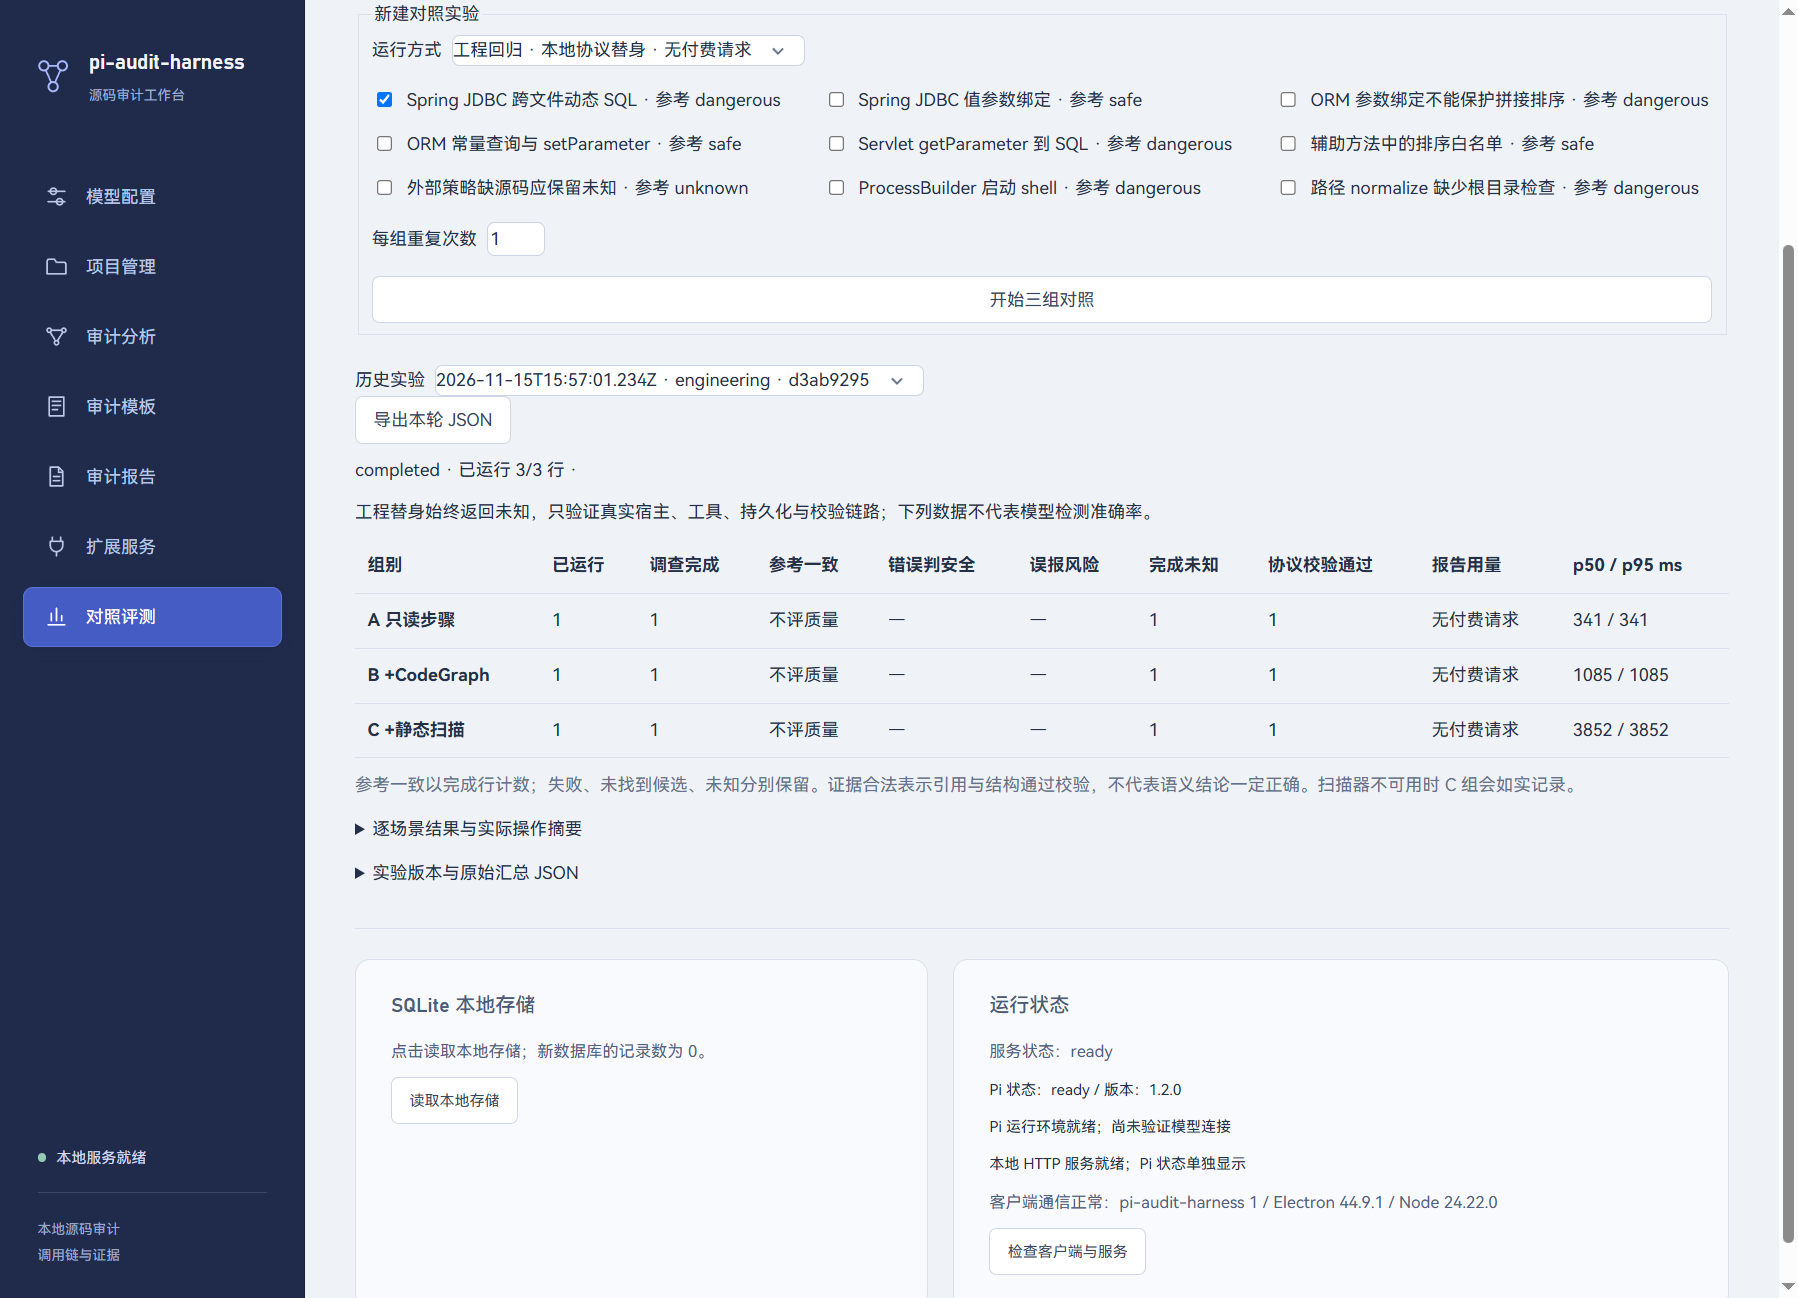 pi-audit-harness
源码审计工作台
模型配置
项目管理
审计分析
审计模板
审计报告
扩展服务
对照评测
本地服务就绪
本地源码审计
调用链与证据
新建对照实验
运行方式 工程回归 · 本地协议替身 · 无付费请求
Spring JDBC 跨文件动态 SQL · 参考 dangerous
Spring JDBC 值参数绑定 · 参考 safe
ORM 参数绑定不能保护拼接排序 · 参考 dangerous
ORM 常量查询与 setParameter · 参考 safe
Servlet getParameter 到 SQL · 参考 dangerous
辅助方法中的排序白名单 · 参考 safe
外部策略缺源码应保留未知 · 参考 unknown
ProcessBuilder 启动 shell · 参考 dangerous
路径 normalize 缺少根目录检查 · 参考 dangerous
每组重复次数 1
开始三组对照
历史实验 2026-11-15T15:57:01.234Z · engineering · d3ab9295
导出本轮 JSON
completed · 已运行 3/3 行 ·
工程替身始终返回未知，只验证真实宿主、工具、持久化与校验链路；下列数据不代表模型检测准确率。
组别 已运行 调查完成 参考一致 错误判安全 误报风险 完成未知 协议校验通过 报告用量 p50 / p95 ms
A 只读步骤 1 1 不评质量 — — 1 1 无付费请求 341 / 341
B +CodeGraph 1 1 不评质量 — — 1 1 无付费请求 1085 / 1085
C +静态扫描 1 1 不评质量 — — 1 1 无付费请求 3852 / 3852
参考一致以完成行计数；失败、未找到候选、未知分别保留。证据合法表示引用与结构通过校验，不代表语义结论一定正确。扫描器不可用时 C 组会如实记录。
逐场景结果与实际操作摘要
实验版本与原始汇总 JSON
SQLite 本地存储
点击读取本地存储；新数据库的记录数为 0。
读取本地存储
运行状态
服务状态：ready
Pi 状态：ready / 版本：1.2.0
Pi 运行环境就绪；尚未验证模型连接
本地 HTTP 服务就绪；Pi 状态单独显示
客户端通信正常：pi-audit-harness 1 / Electron 44.9.1 / Node 24.22.0
检查客户端与服务